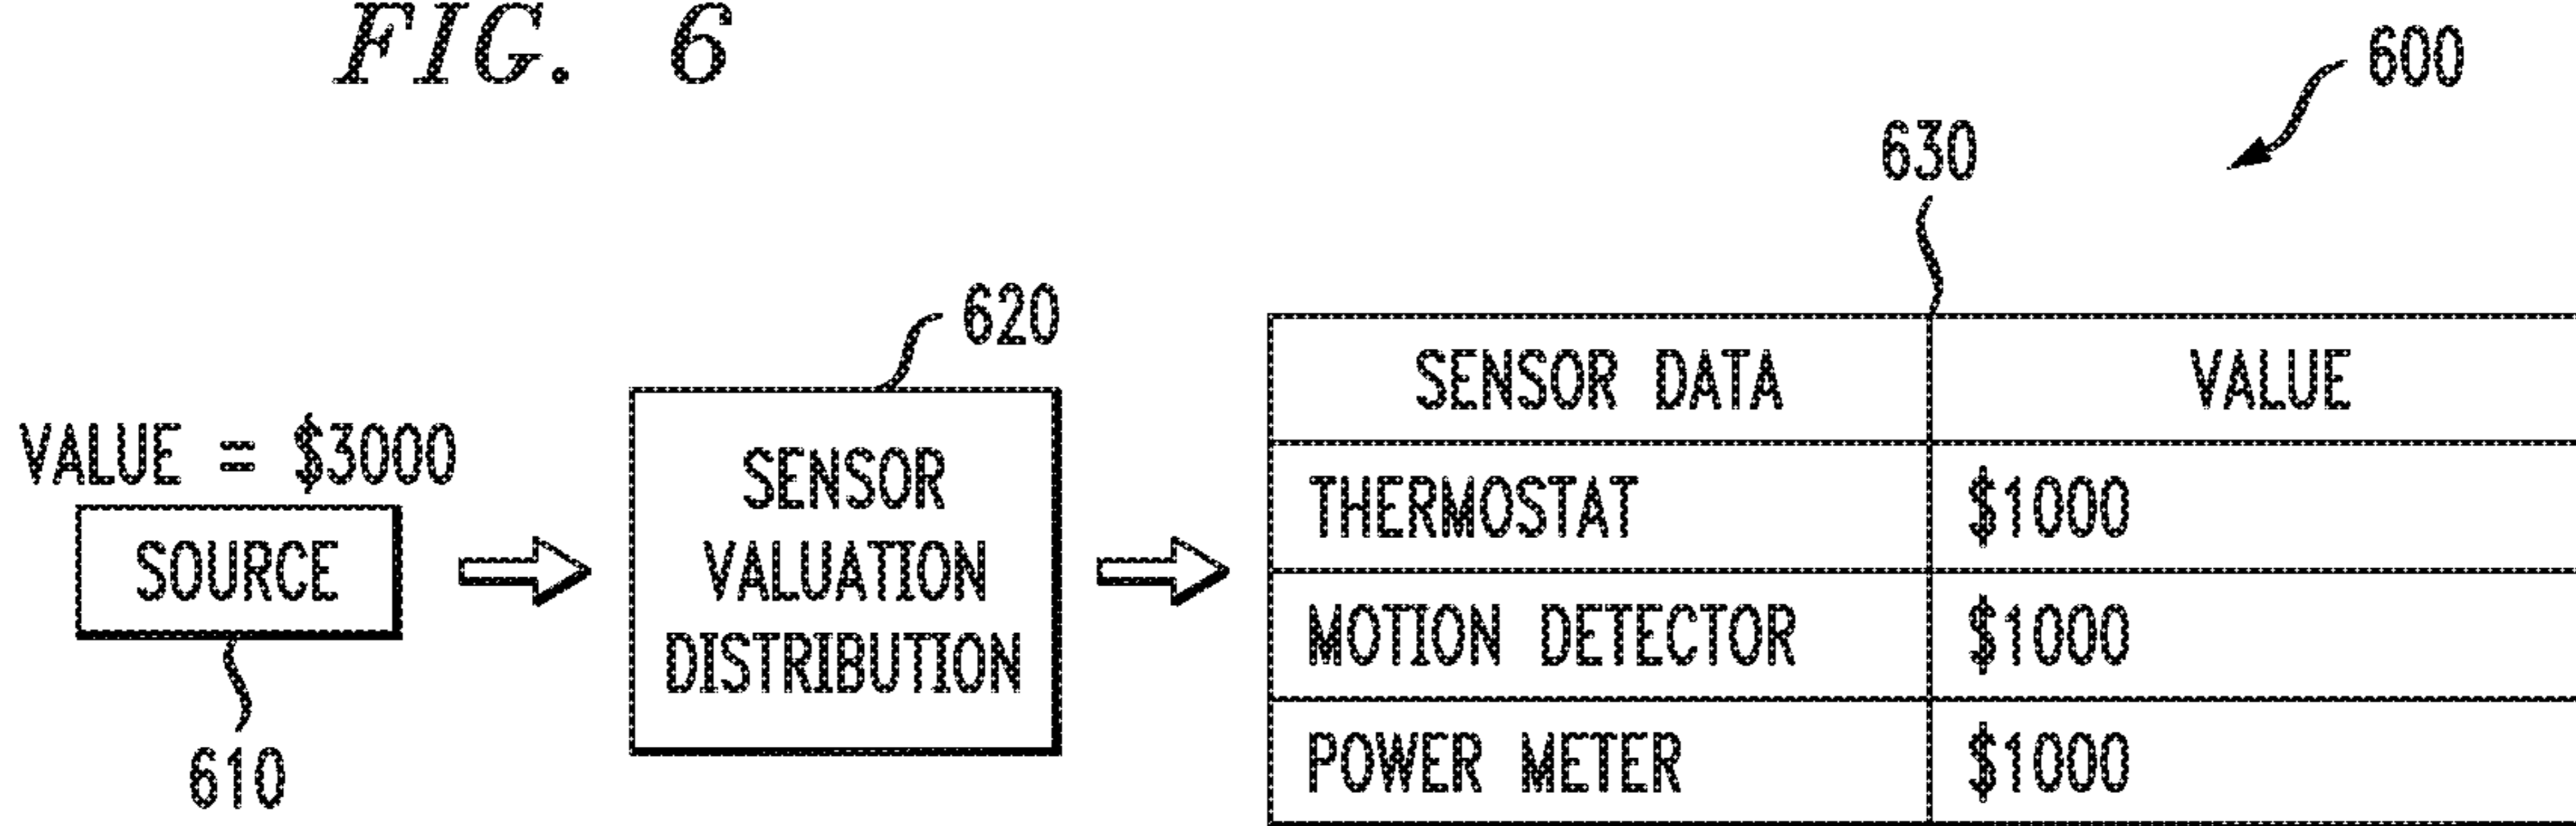 FIG. 6
600
630
620
VALUE = $3000
SOURCE
610
SENSOR
VALUATION
DISTRIBUTION
SENSOR DATA VALUE
THERMOSTAT $1000
MOTION DETECTOR $1000
POWER METER $1000